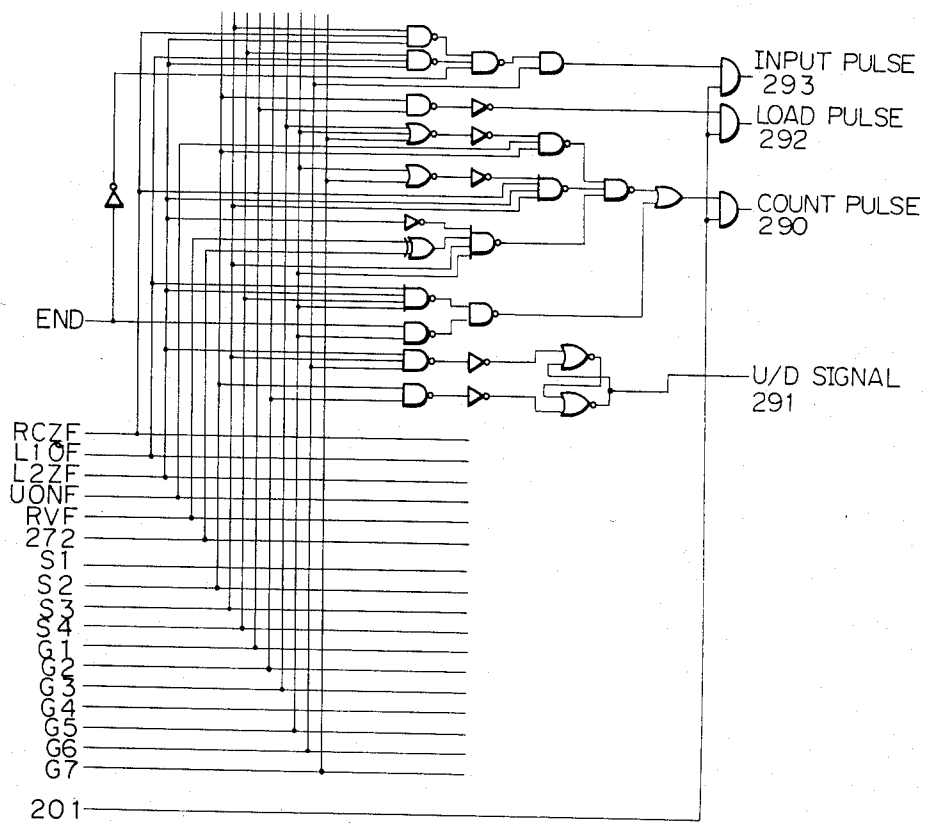 INPUT PULSE
293
LOAD PULSE
292
COUNT PULSE
290
END
U/D SIGNAL
291
RCZF
L10F
L2ZF
UONF
RVF
272
S1
S2
S3
S4
G1
G2
G3
G4
G5
G6
G7
201